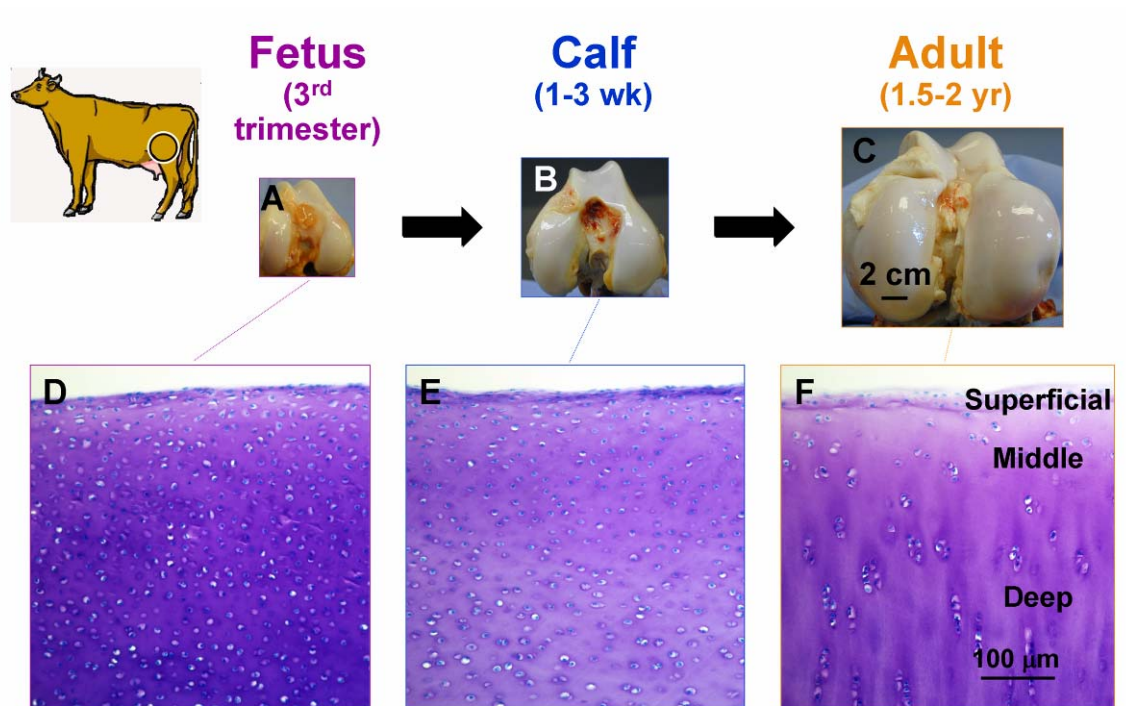 Fetus
(3rd
trimester)
Calf
(1-3 wk)
Adult
(1.5-2 yr)
A
B
C
2 cm
D
E
F
Superficial
Middle
Deep
100 μm